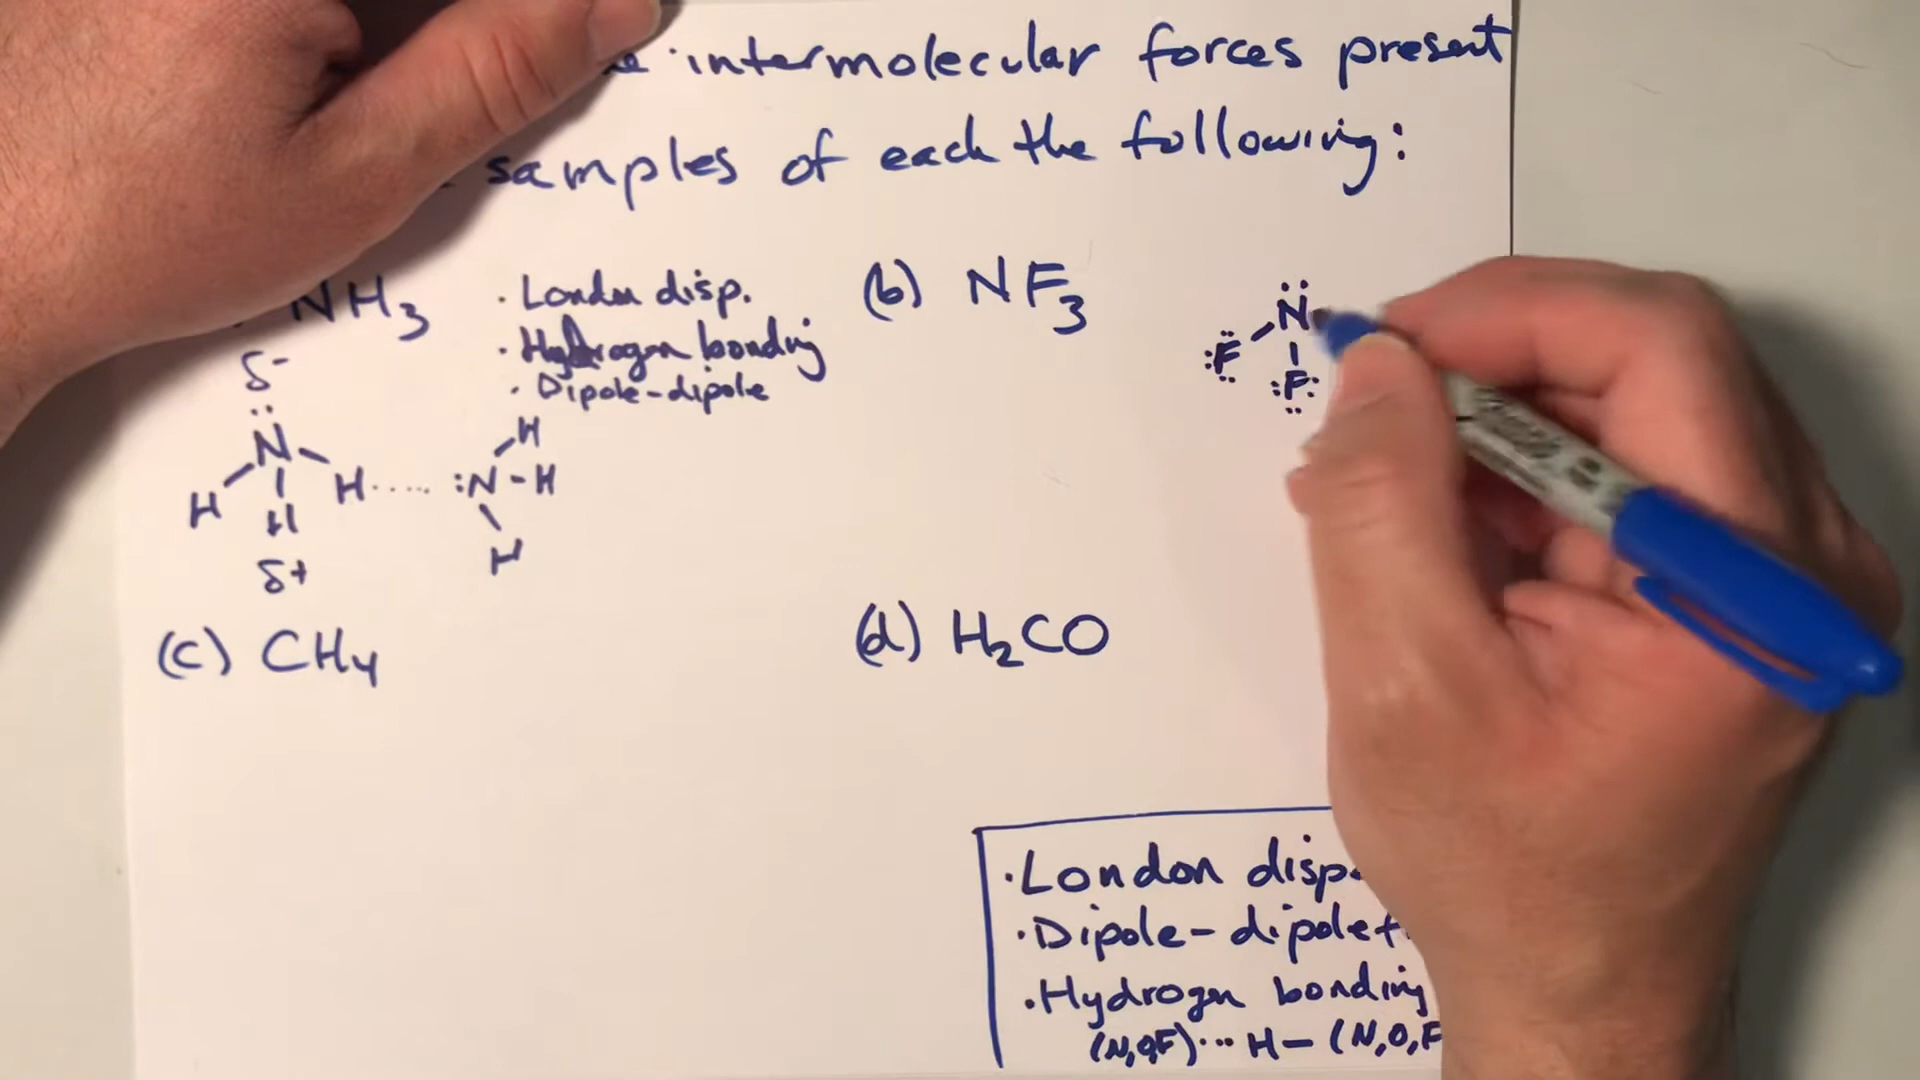 intermolecular forces present
samples of each the following:
NH3
· London disp.
· Hydrogen bonding
· Dipole-dipole
δ-
N
H H H ..... :N - H
H
H
δ+
(b) NF3
N
:F F:
(c) CH4
(d) H2CO
· London disp
· Dipole-dipole f
· Hydrogen bonding
(N,O,F)··· H — (N,O,F